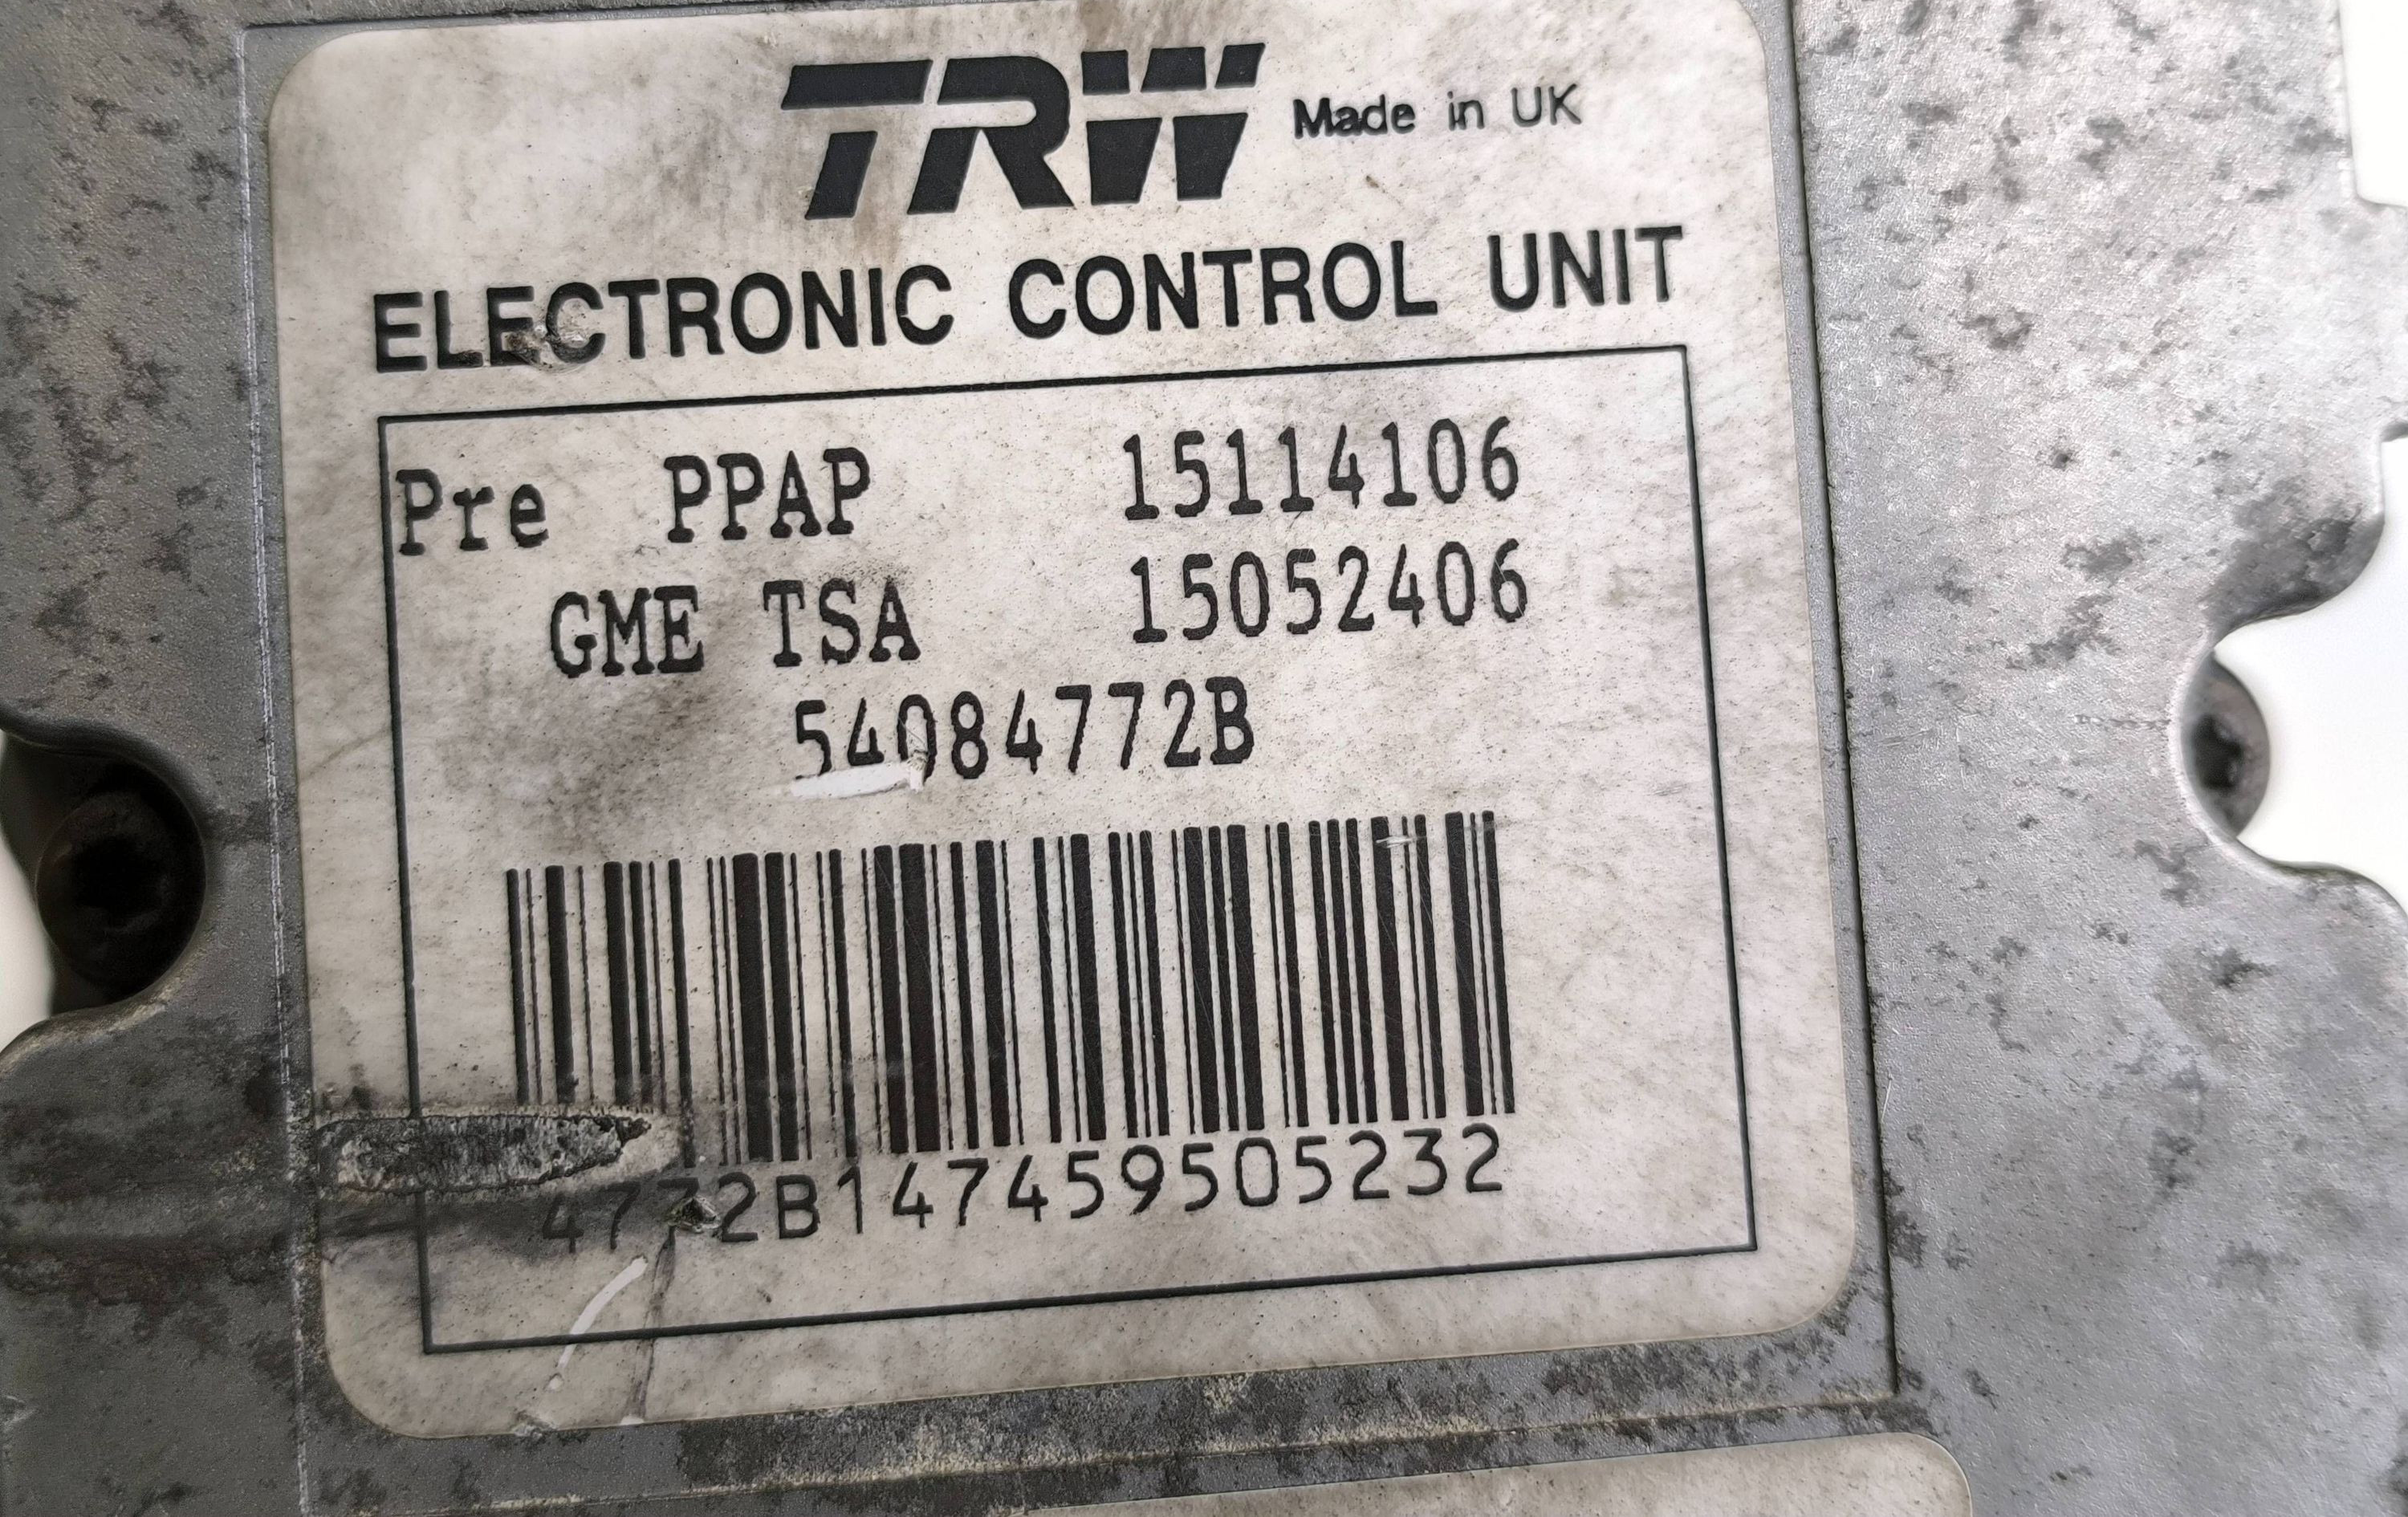 TRW Made in UK
ELECTRONIC CONTROL UNIT
Pre PPAP 15114106
GME TSA 15052406
54084772B
4772B147459505232